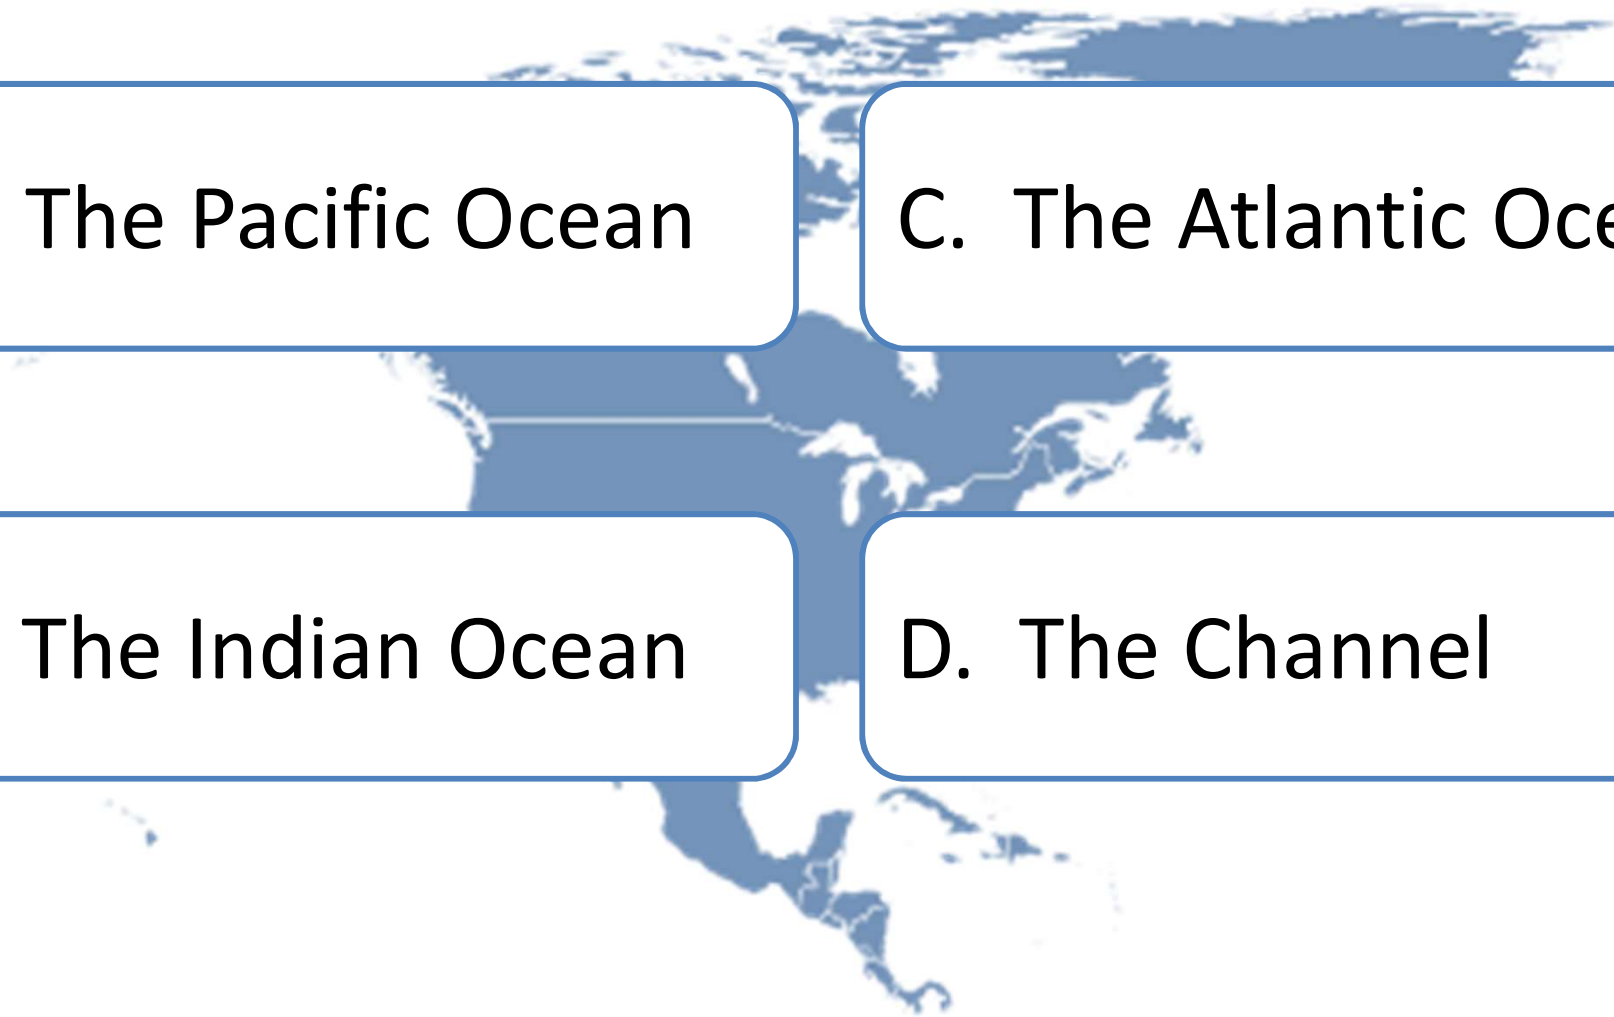 The Pacific Ocean
C. The Atlantic Oce
The Indian Ocean
D. The Channel